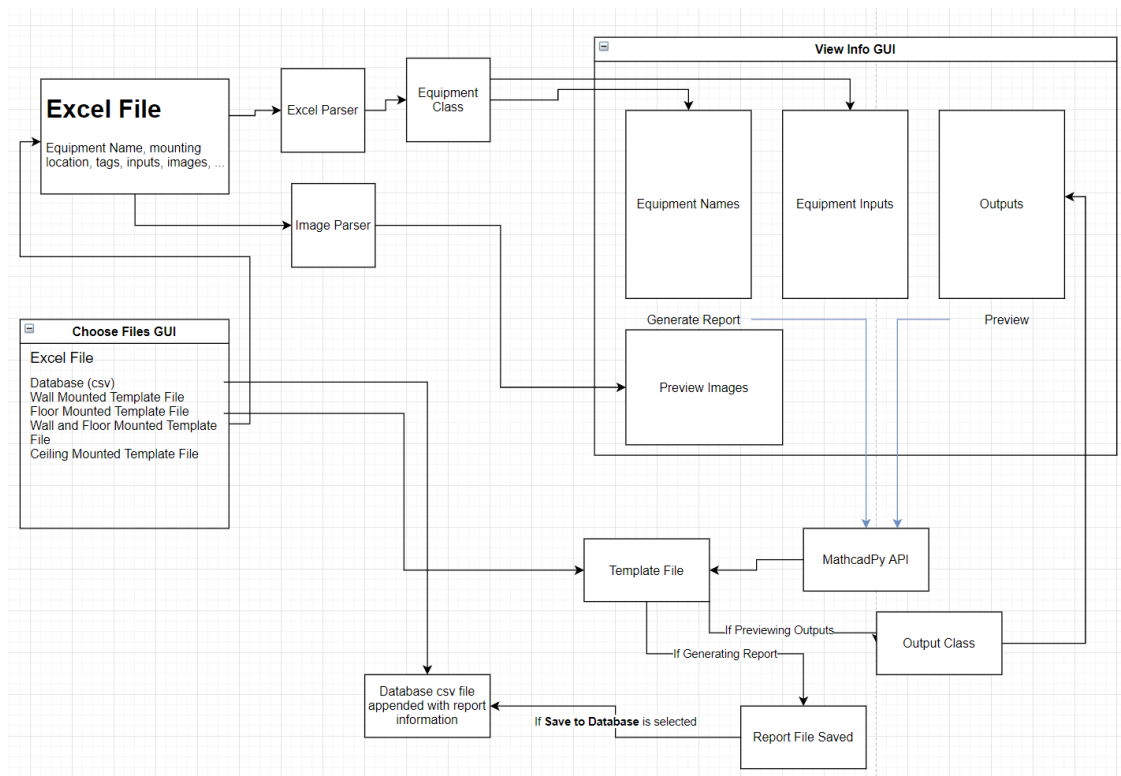 View Info GUI
Excel File
Equipment Name, mounting
location, tags, inputs, images, ...
Excel Parser
Equipment
Class
Image Parser
Equipment Names
Equipment Inputs
Outputs
Generate Report
Preview
Preview Images
Choose Files GUI
Excel File
Database (csv)
Wall Mounted Template File
Floor Mounted Template File
Wall and Floor Mounted Template
File
Ceiling Mounted Template File
MathcadPy API
Template File
If Previewing Outputs
Output Class
If Generating Report
Database csv file
appended with report
information
If Save to Database is selected
Report File Saved